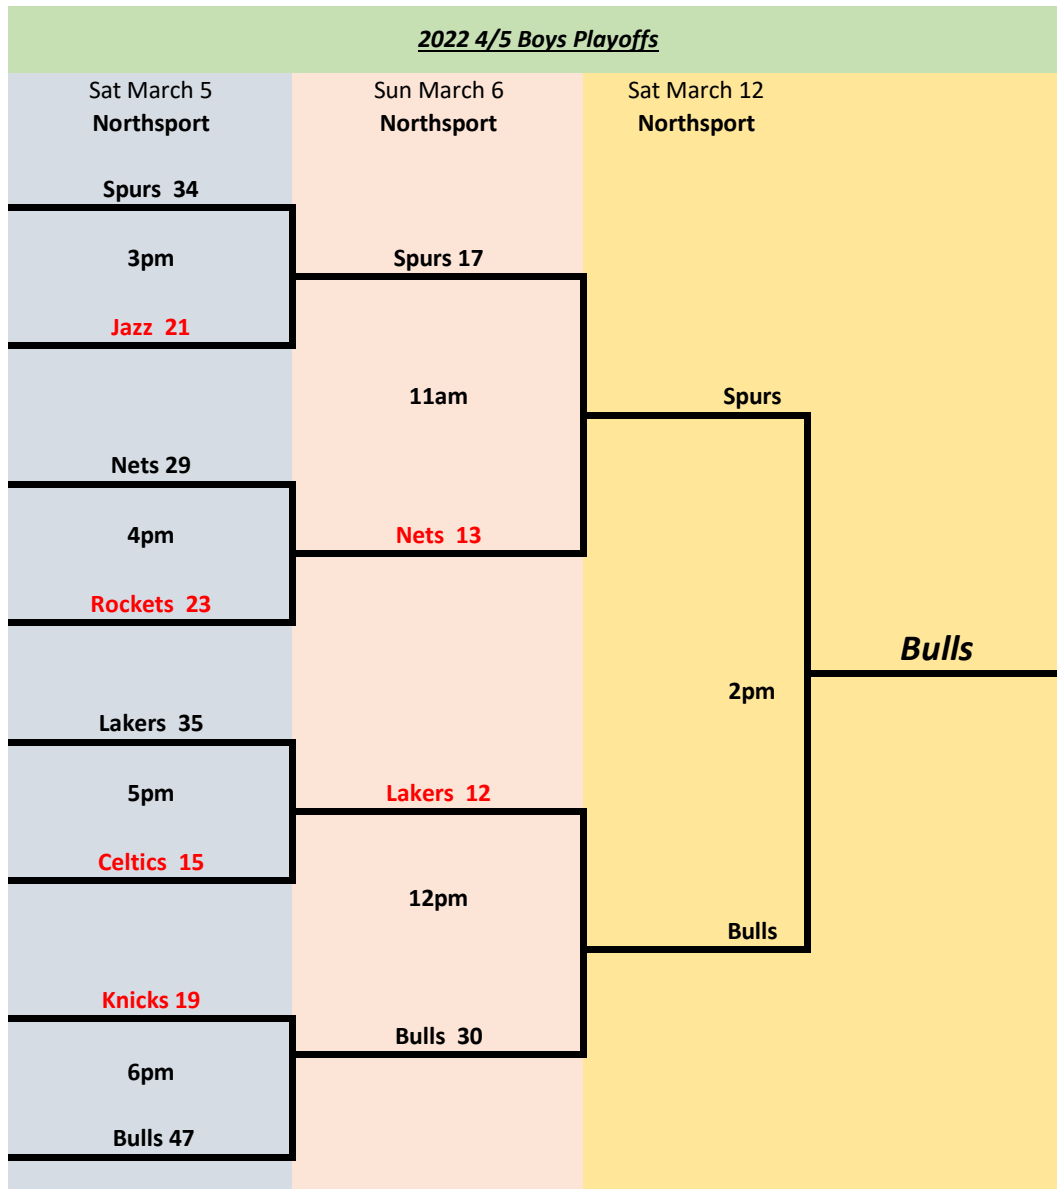 2022 4/5 Boys Playoffs
Sat March 5
Northsport
Sun March 6
Northsport
Sat March 12
Northsport
Spurs 34
3pm
Jazz 21
Nets 29
4pm
Rockets 23
Lakers 35
5pm
Celtics 15
Knicks 19
6pm
Bulls 47
Spurs 17
11am
Nets 13
Lakers 12
12pm
Bulls 30
Spurs
2pm
Bulls
Bulls